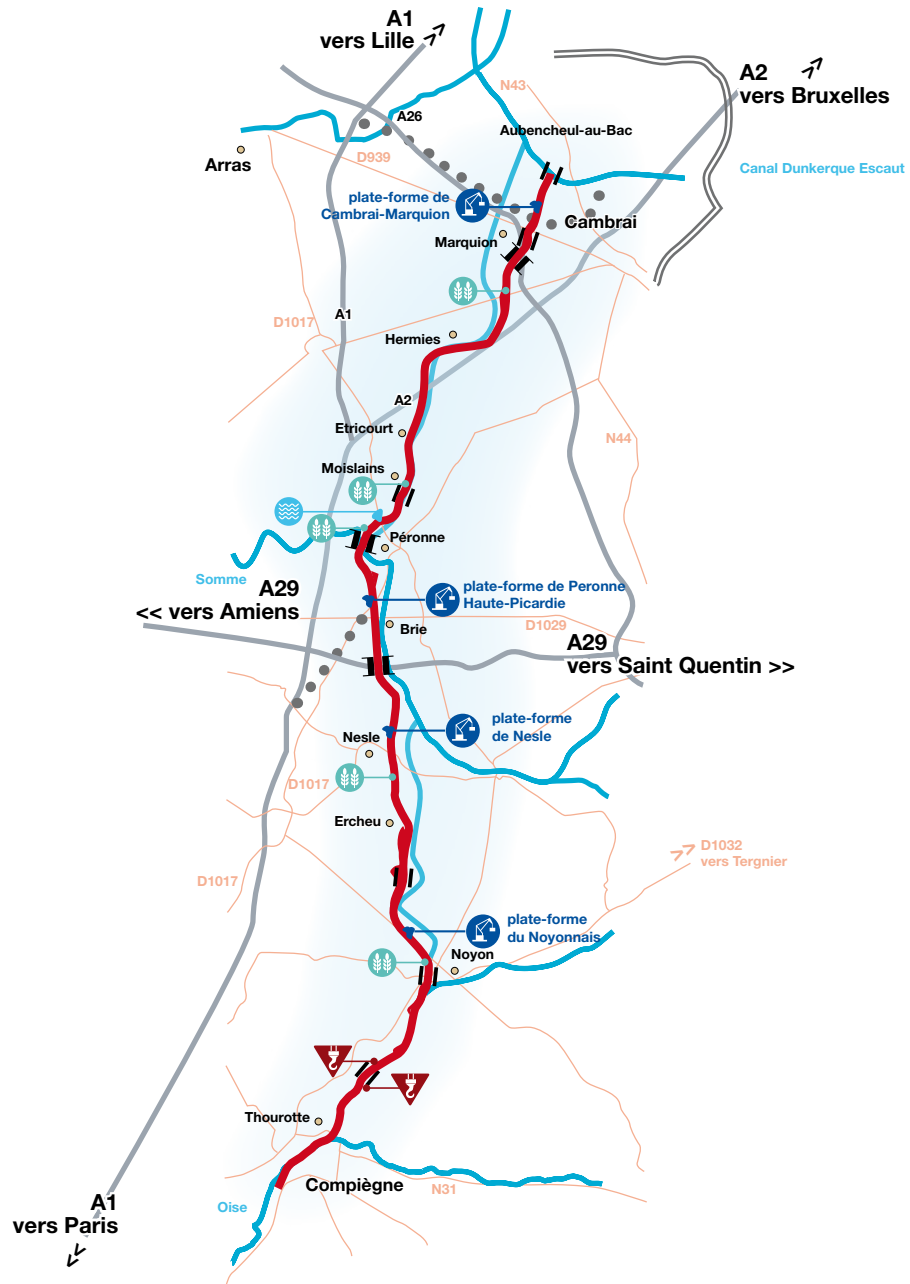 A1
vers Lille
A2
vers Bruxelles
N43
A26
Aubencheul-au-Bac
D939
Arras
Canal Dunkerque Escaut
plate-forme de
Cambrai-Marquion
Cambrai
Marquion
D1017
A1
Hermies
A2
Etricourt
N44
Moislains
Péronne
Somme
A29
<< vers Amiens
plate-forme de Peronne
Haute-Picardie
Brie
D1029
A29
vers Saint Quentin >>
plate-forme
de Nesle
Nesle
D1017
Ercheu
D1032
vers Tergnier
D1017
plate-forme
du Noyonnais
Noyon
Thourotte
Compiègne
N31
Oise
A1
vers Paris